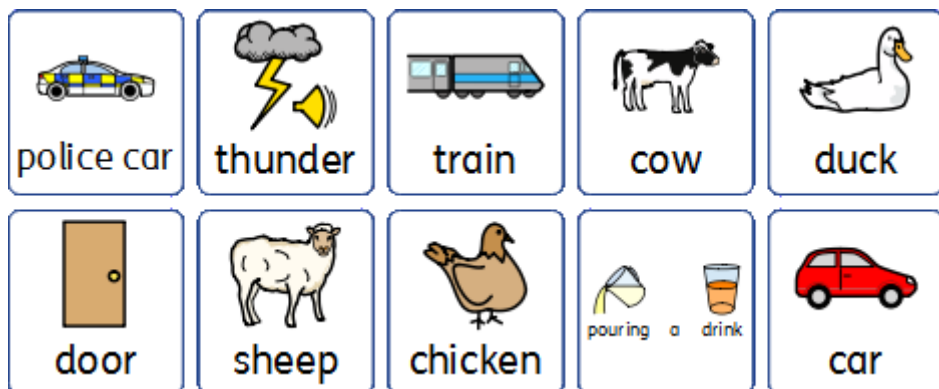 police car
thunder
train
cow
duck
door
sheep
chicken
pouring a drink
car